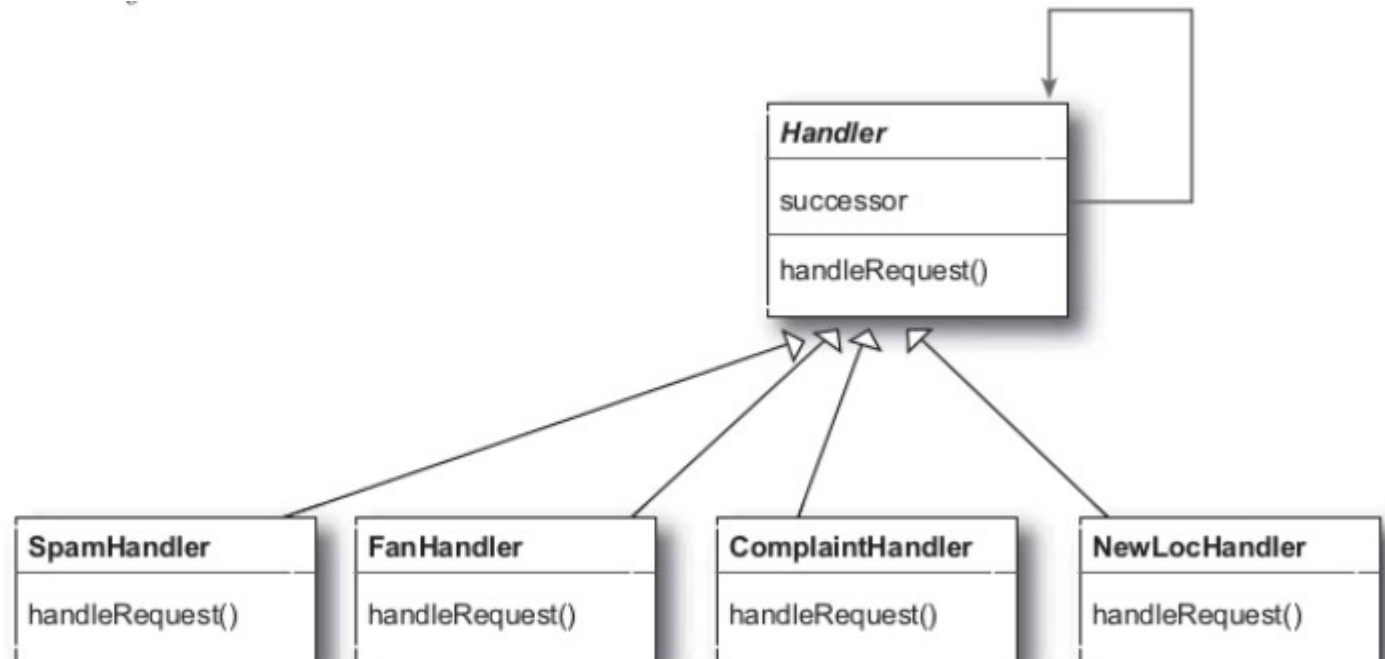 Handler
successor
handleRequest()
SpamHandler
handleRequest()
FanHandler
handleRequest()
ComplaintHandler
handleRequest()
NewLocHandler
handleRequest()